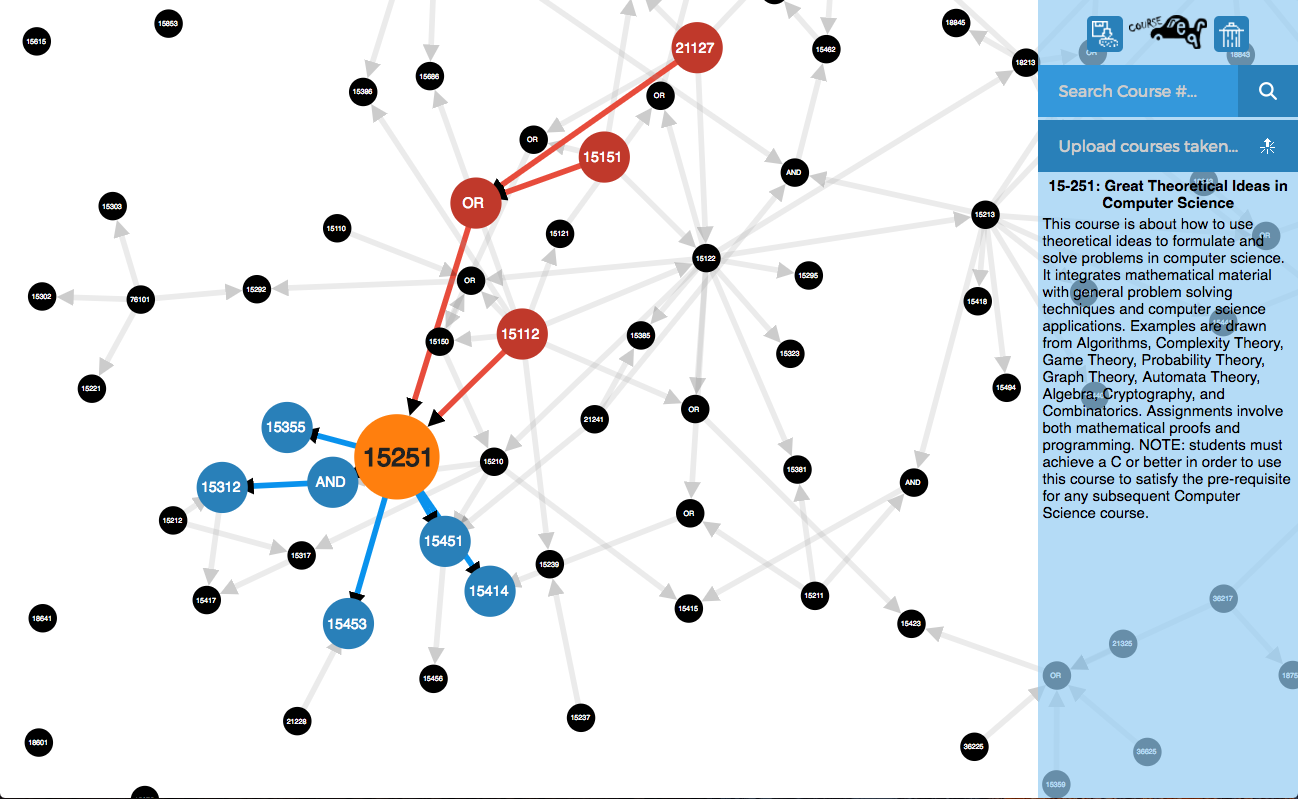 15853
15615
21127
15462
18845
18213
15686
15396
OR
OR
15151
AND
OR
15303
15110
15121
15213
15122
OR
15295
15302
76101
15292
15418
15150
15112
15385
15323
15221
15494
OR
21241
15355
15251
15210
15381
AND
15312
AND
15212
OR
15451
15317
15239
15414
15417
15415
15211
18641
15453
15423
15456
21228
15237
18601
36225
COURSE
OR
18843
Search Course #...
Upload courses taken...
15-251: Great Theoretical Ideas in
Computer Science
This course is about how to use
theoretical ideas to formulate and
solve problems in computer science.
It integrates mathematical material
with general problem solving
techniques and computer science
applications. Examples are drawn
from Algorithms, Complexity Theory,
Game Theory, Probability Theory,
Graph Theory, Automata Theory,
Algebra, Cryptography, and
Combinatorics. Assignments involve
both mathematical proofs and
programming. NOTE: students must
achieve a C or better in order to use
this course to satisfy the pre-requisite
for any subsequent Computer
Science course.
OR
36217
21325
OR
15359